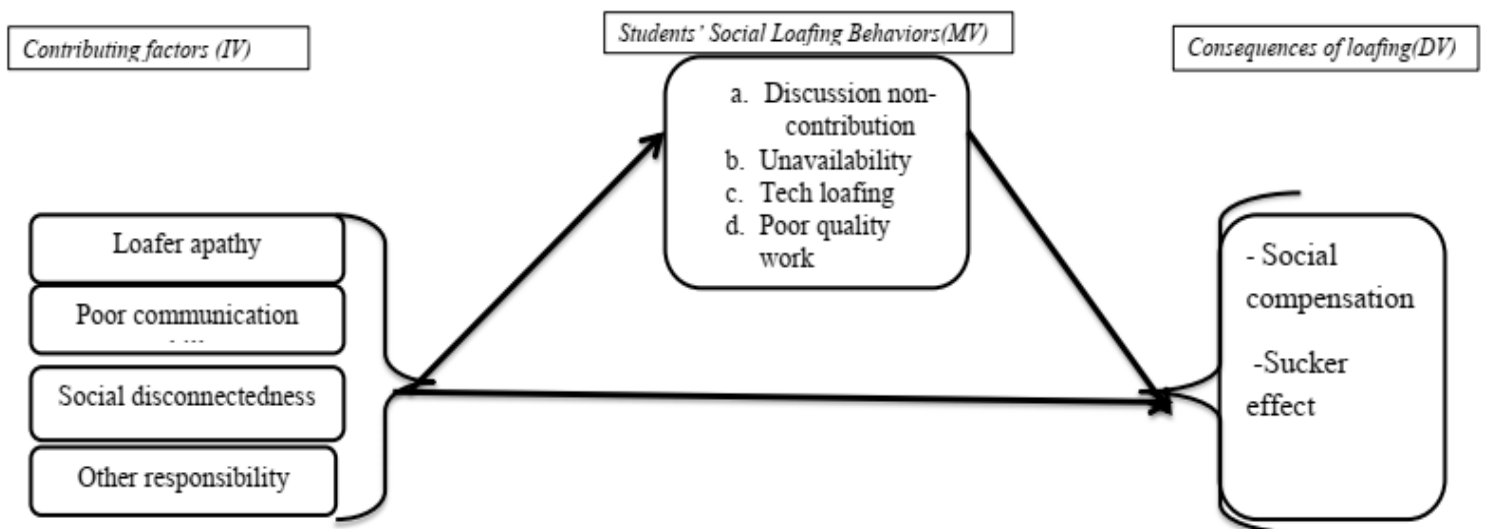 Contributing factors (IV)
Students' Social Loafing Behaviors(MV)
Consequences of loafing(DV)
a. Discussion non-
contribution
b. Unavailability
c. Tech loafing
d. Poor quality
work
Loafer apathy
Poor communication
Social disconnectedness
Other responsibility
- Social
compensation
-Sucker
effect